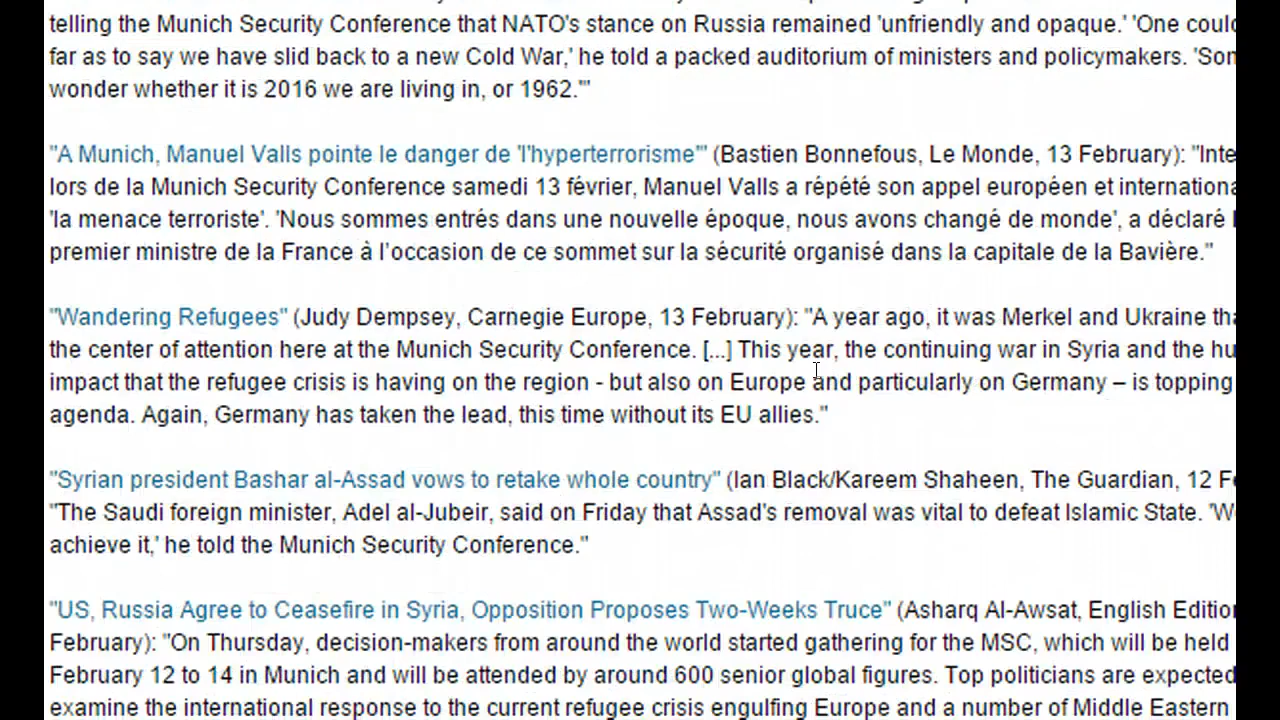 telling the Munich Security Conference that NATO's stance on Russia remained 'unfriendly and opaque.' 'One could
far as to say we have slid back to a new Cold War,' he told a packed auditorium of ministers and policymakers. 'Som
wonder whether it is 2016 we are living in, or 1962.'"
"A Munich, Manuel Valls pointe le danger de 'l'hyperterrorisme'" (Bastien Bonnefous, Le Monde, 13 February): "Inte
lors de la Munich Security Conference samedi 13 février, Manuel Valls a répété son appel européen et internationa
'la menace terroriste'. 'Nous sommes entrés dans une nouvelle époque, nous avons changé de monde', a déclaré
premier ministre de la France à l'occasion de ce sommet sur la sécurité organisé dans la capitale de la Bavière."
"Wandering Refugees" (Judy Dempsey, Carnegie Europe, 13 February): "A year ago, it was Merkel and Ukraine tha
the center of attention here at the Munich Security Conference. [...] This year, the continuing war in Syria and the hu
impact that the refugee crisis is having on the region - but also on Europe and particularly on Germany – is topping
agenda. Again, Germany has taken the lead, this time without its EU allies."
"Syrian president Bashar al-Assad vows to retake whole country" (Ian Black/Kareem Shaheen, The Guardian, 12 Fe
"The Saudi foreign minister, Adel al-Jubeir, said on Friday that Assad's removal was vital to defeat Islamic State. 'We
achieve it,' he told the Munich Security Conference."
"US, Russia Agree to Ceasefire in Syria, Opposition Proposes Two-Weeks Truce" (Asharq Al-Awsat, English Edition
February): "On Thursday, decision-makers from around the world started gathering for the MSC, which will be held
February 12 to 14 in Munich and will be attended by around 600 senior global figures. Top politicians are expected
examine the international response to the current refugee crisis engulfing Europe and a number of Middle Eastern